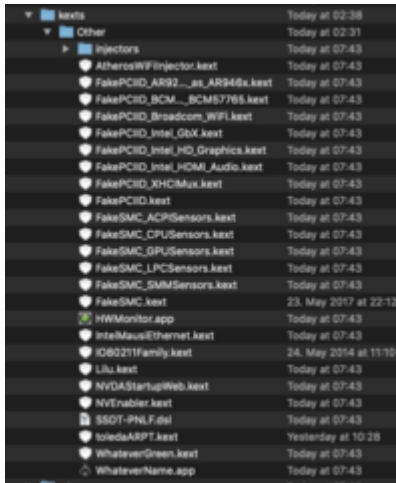 kexts Today at 02:38
Other Today at 02:31
injectors Today at 07:43
AtherosWiFiInjector.kext Today at 07:43
FakePCIID_AR92..._as_AR946x.kext Today at 07:43
FakePCIID_BCM..._BCM57765.kext Today at 07:43
FakePCIID_Broadcom_WiFi.kext Today at 07:43
FakePCIID_Intel_GbX.kext Today at 07:43
FakePCIID_Intel_HD_Graphics.kext Today at 07:43
FakePCIID_Intel_HDMI_Audio.kext Today at 07:43
FakePCIID_XHCIMux.kext Today at 07:43
FakePCIID.kext Today at 07:43
FakeSMC_ACPISensors.kext Today at 07:43
FakeSMC_CPUSensors.kext Today at 07:43
FakeSMC_GPUSensors.kext Today at 07:43
FakeSMC_LPCSensors.kext Today at 07:43
FakeSMC_SMMSensors.kext Today at 07:43
FakeSMC.kext 23. May 2017 at 22:12
HWMonitor.app Today at 07:43
IntelMausiEthernet.kext Today at 07:43
IO80211Family.kext 24. May 2014 at 11:10
Lilu.kext Today at 07:43
NVDAStartupWeb.kext Today at 07:43
NVEnabler.kext Today at 07:43
SSDT-PNLF.dsl Today at 07:43
toledaARPT.kext Yesterday at 10:28
WhateverGreen.kext Today at 07:43
WhateverName.app Today at 07:43